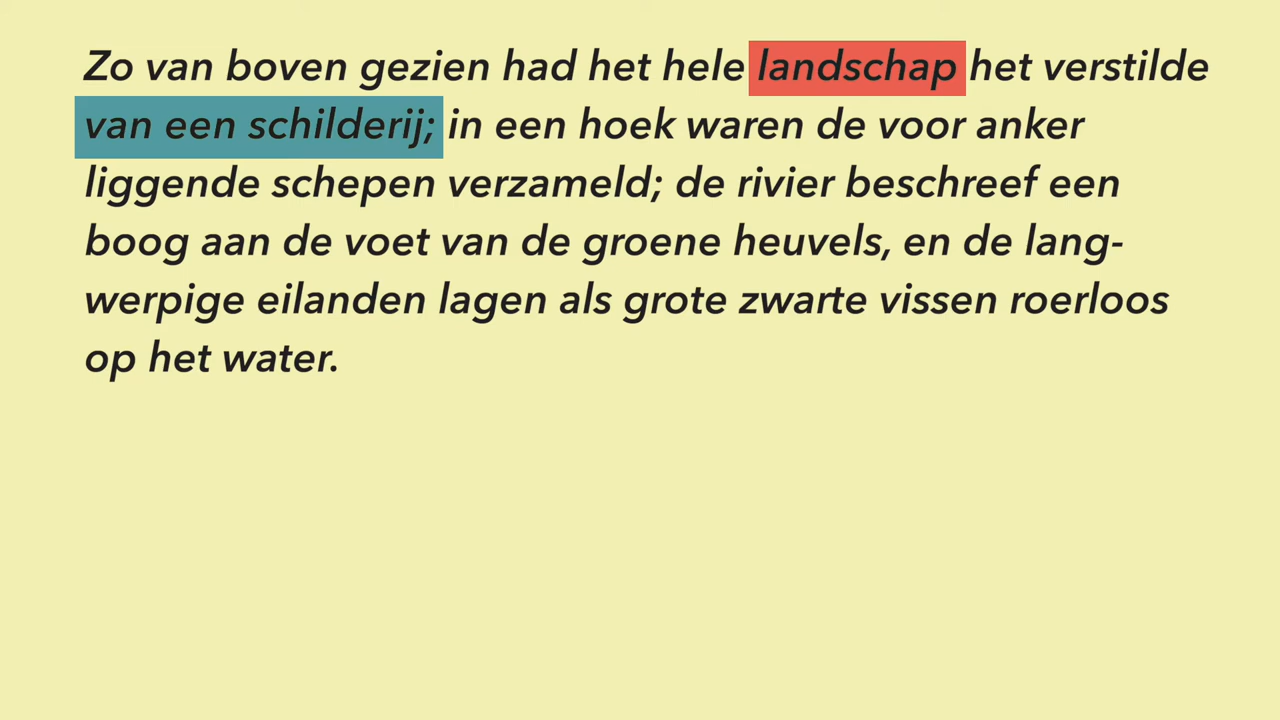 Zo van boven gezien had het hele landschap het verstilde
van een schilderij; in een hoek waren de voor anker
liggende schepen verzameld; de rivier beschreef een
boog aan de voet van de groene heuvels, en de lang-
werpige eilanden lagen als grote zwarte vissen roerloos
op het water.